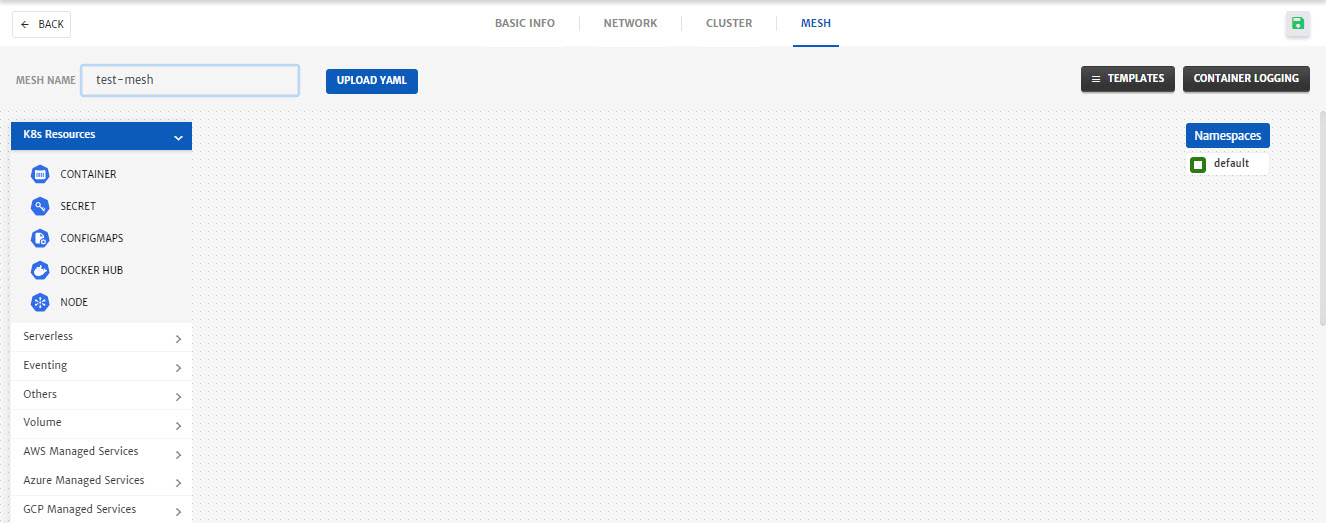 BACK
BASIC INFO
NETWORK
CLUSTER
MESH
MESH NAME
test-mesh
UPLOAD YAML
TEMPLATES
CONTAINER LOGGING
K8s Resources
Namespaces
default
CONTAINER
SECRET
CONFIGMAPS
DOCKER HUB
NODE
Serverless
Eventing
Others
Volume
AWS Managed Services
Azure Managed Services
GCP Managed Services